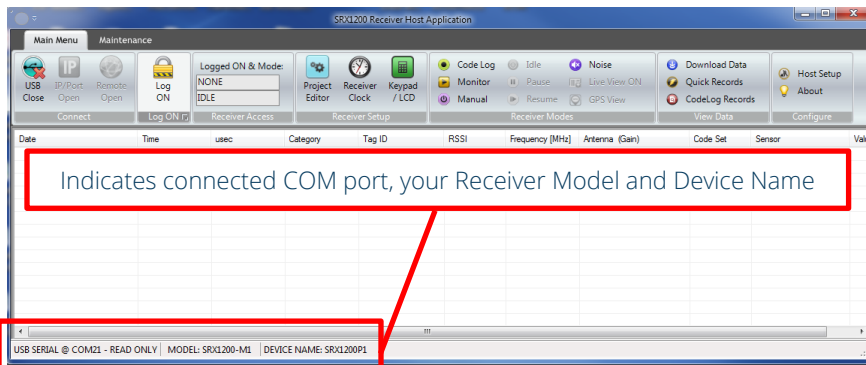 SRX1200 Receiver Host Application
Main Menu Maintenance
USB Close
IP/Port Open
Remote Open
Connect
Log ON
Log ON
Logged ON & Mode:
NONE
IDLE
Receiver Access
Project Editor
Receiver Clock
Keypad / LCD
Receiver Setup
Code Log Idle Noise
Monitor Pause Live View ON
Manual Resume GPS View
Receiver Modes
Download Data
Quick Records
CodeLog Records
View Data
Host Setup
About
Configure
Date Time usec Category Tag ID RSSI Frequency [MHz] Antenna (Gain) Code Set Sensor Val
Indicates connected COM port, your Receiver Model and Device Name
USB SERIAL @ COM21 - READ ONLY MODEL: SRX1200-M1 DEVICE NAME: SRX1200P1